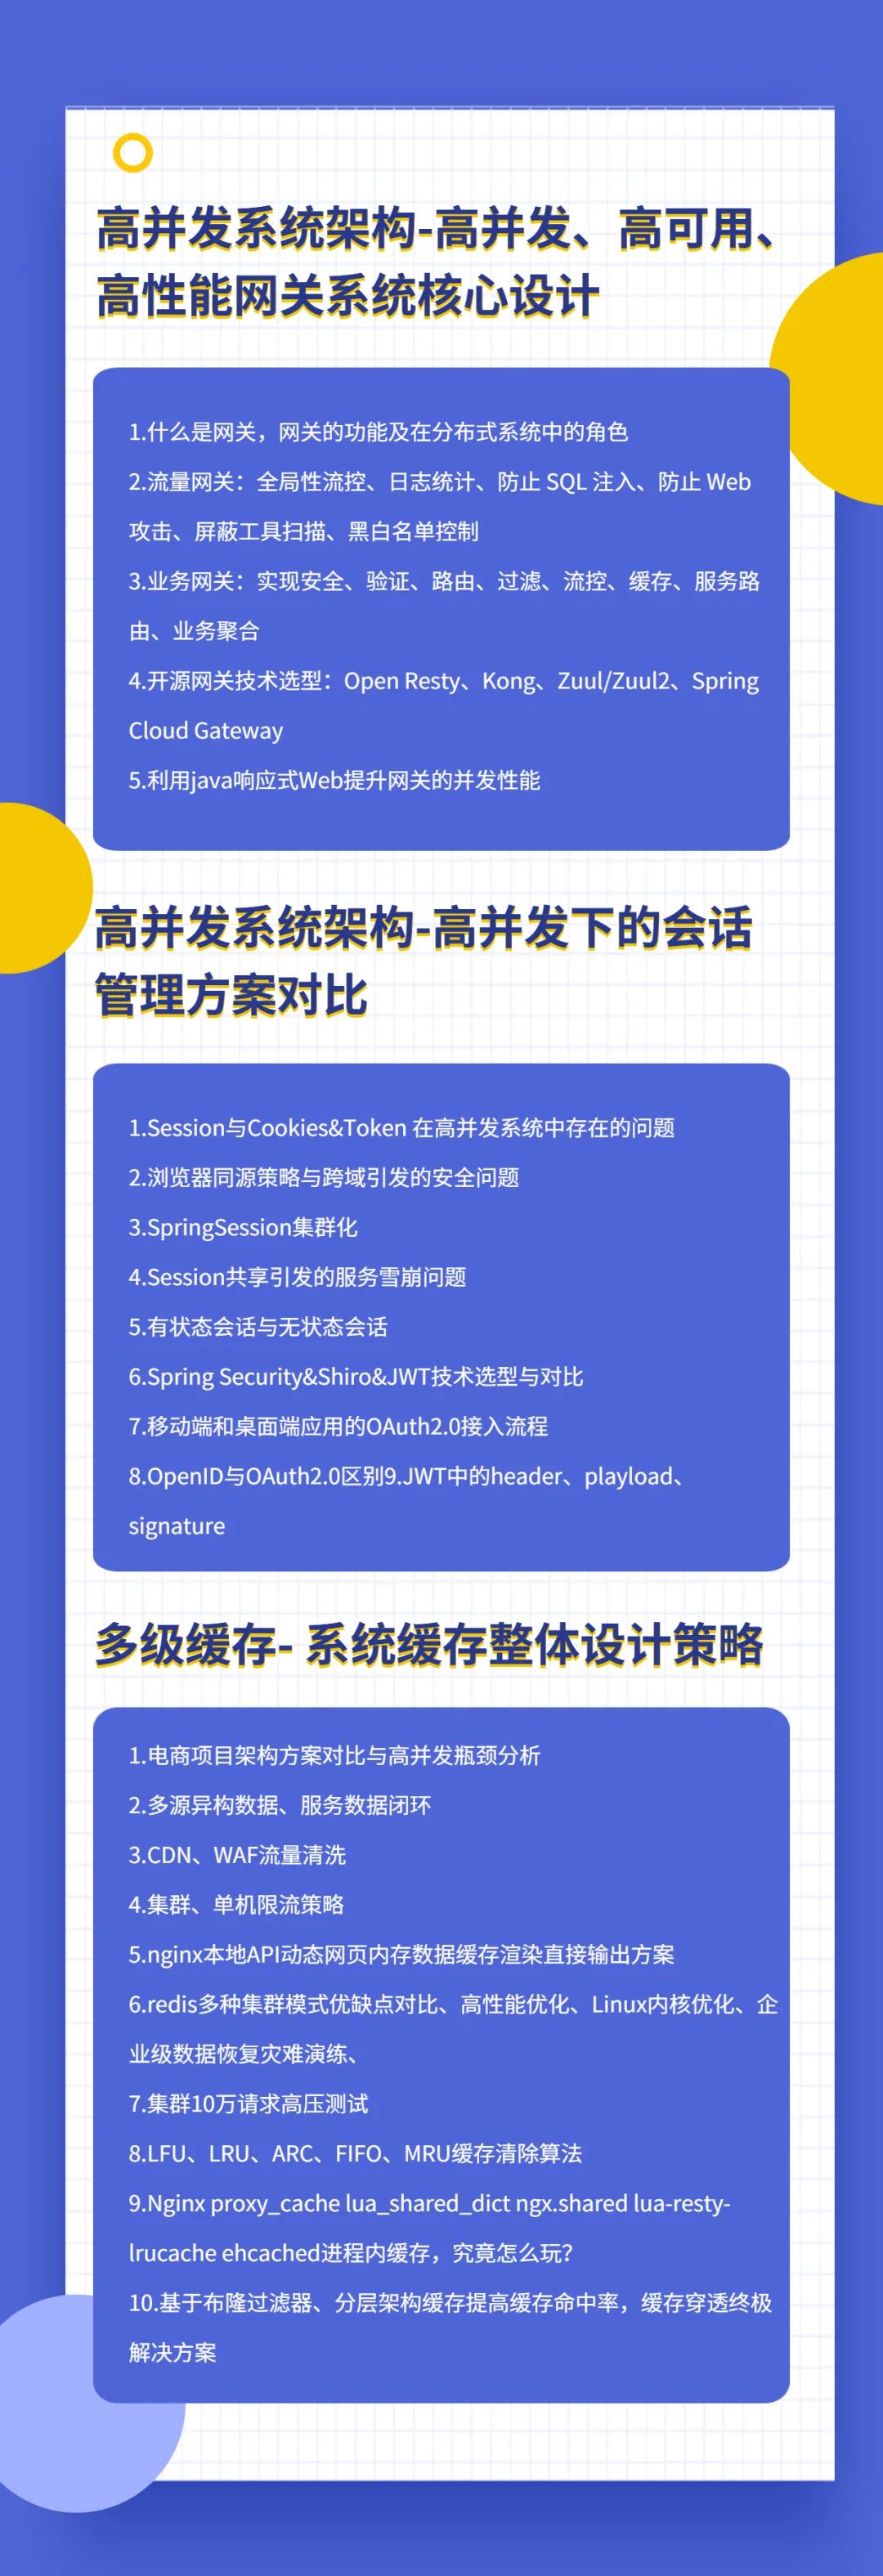 高并发系统架构-高并发、高可用、
高性能网关系统核心设计
1.什么是网关，网关的功能及在分布式系统中的角色
2.流量网关：全局性流控、日志统计、防止 SQL 注入、防止 Web
攻击、屏蔽工具扫描、黑白名单控制
3.业务网关：实现安全、验证、路由、过滤、流控、缓存、服务路
由、业务聚合
4.开源网关技术选型：Open Resty、Kong、Zuul/Zuul2、Spring
Cloud Gateway
5.利用java响应式Web提升网关的并发性能
高并发系统架构-高并发下的会话
管理方案对比
1.Session与Cookies&Token 在高并发系统中存在的问题
2.浏览器同源策略与跨域引发的安全问题
3.SpringSession集群化
4.Session共享引发的服务雪崩问题
5.有状态会话与无状态会话
6.Spring Security&Shiro&JWT技术选型与对比
7.移动端和桌面端应用的OAuth2.0接入流程
8.OpenID与OAuth2.0区别9.JWT中的header、playload、
signature
多级缓存- 系统缓存整体设计策略
1.电商项目架构方案对比与高并发瓶颈分析
2.多源异构数据、服务数据闭环
3.CDN、WAF流量清洗
4.集群、单机限流策略
5.nginx本地API动态网页内存数据缓存渲染直接输出方案
6.redis多种集群模式优缺点对比、高性能优化、Linux内核优化、企
业级数据恢复灾难演练、
7.集群10万请求高压测试
8.LFU、LRU、ARC、FIFO、MRU缓存清除算法
9.Nginx proxy_cache lua_shared_dict ngx.shared lua-resty-
lrucache ehcached进程内缓存，究竟怎么玩？
10.基于布隆过滤器、分层架构缓存提高缓存命中率，缓存穿透终极
解决方案